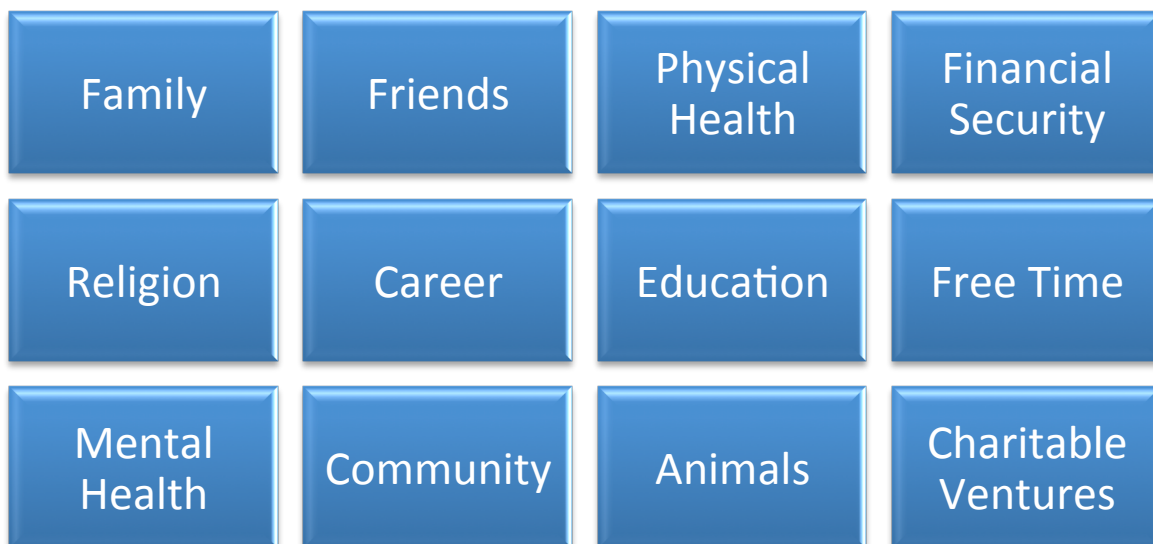 Family
Friends
Physical
Health
Financial
Security
Religion
Career
Education
Free Time
Mental
Health
Community
Animals
Charitable
Ventures